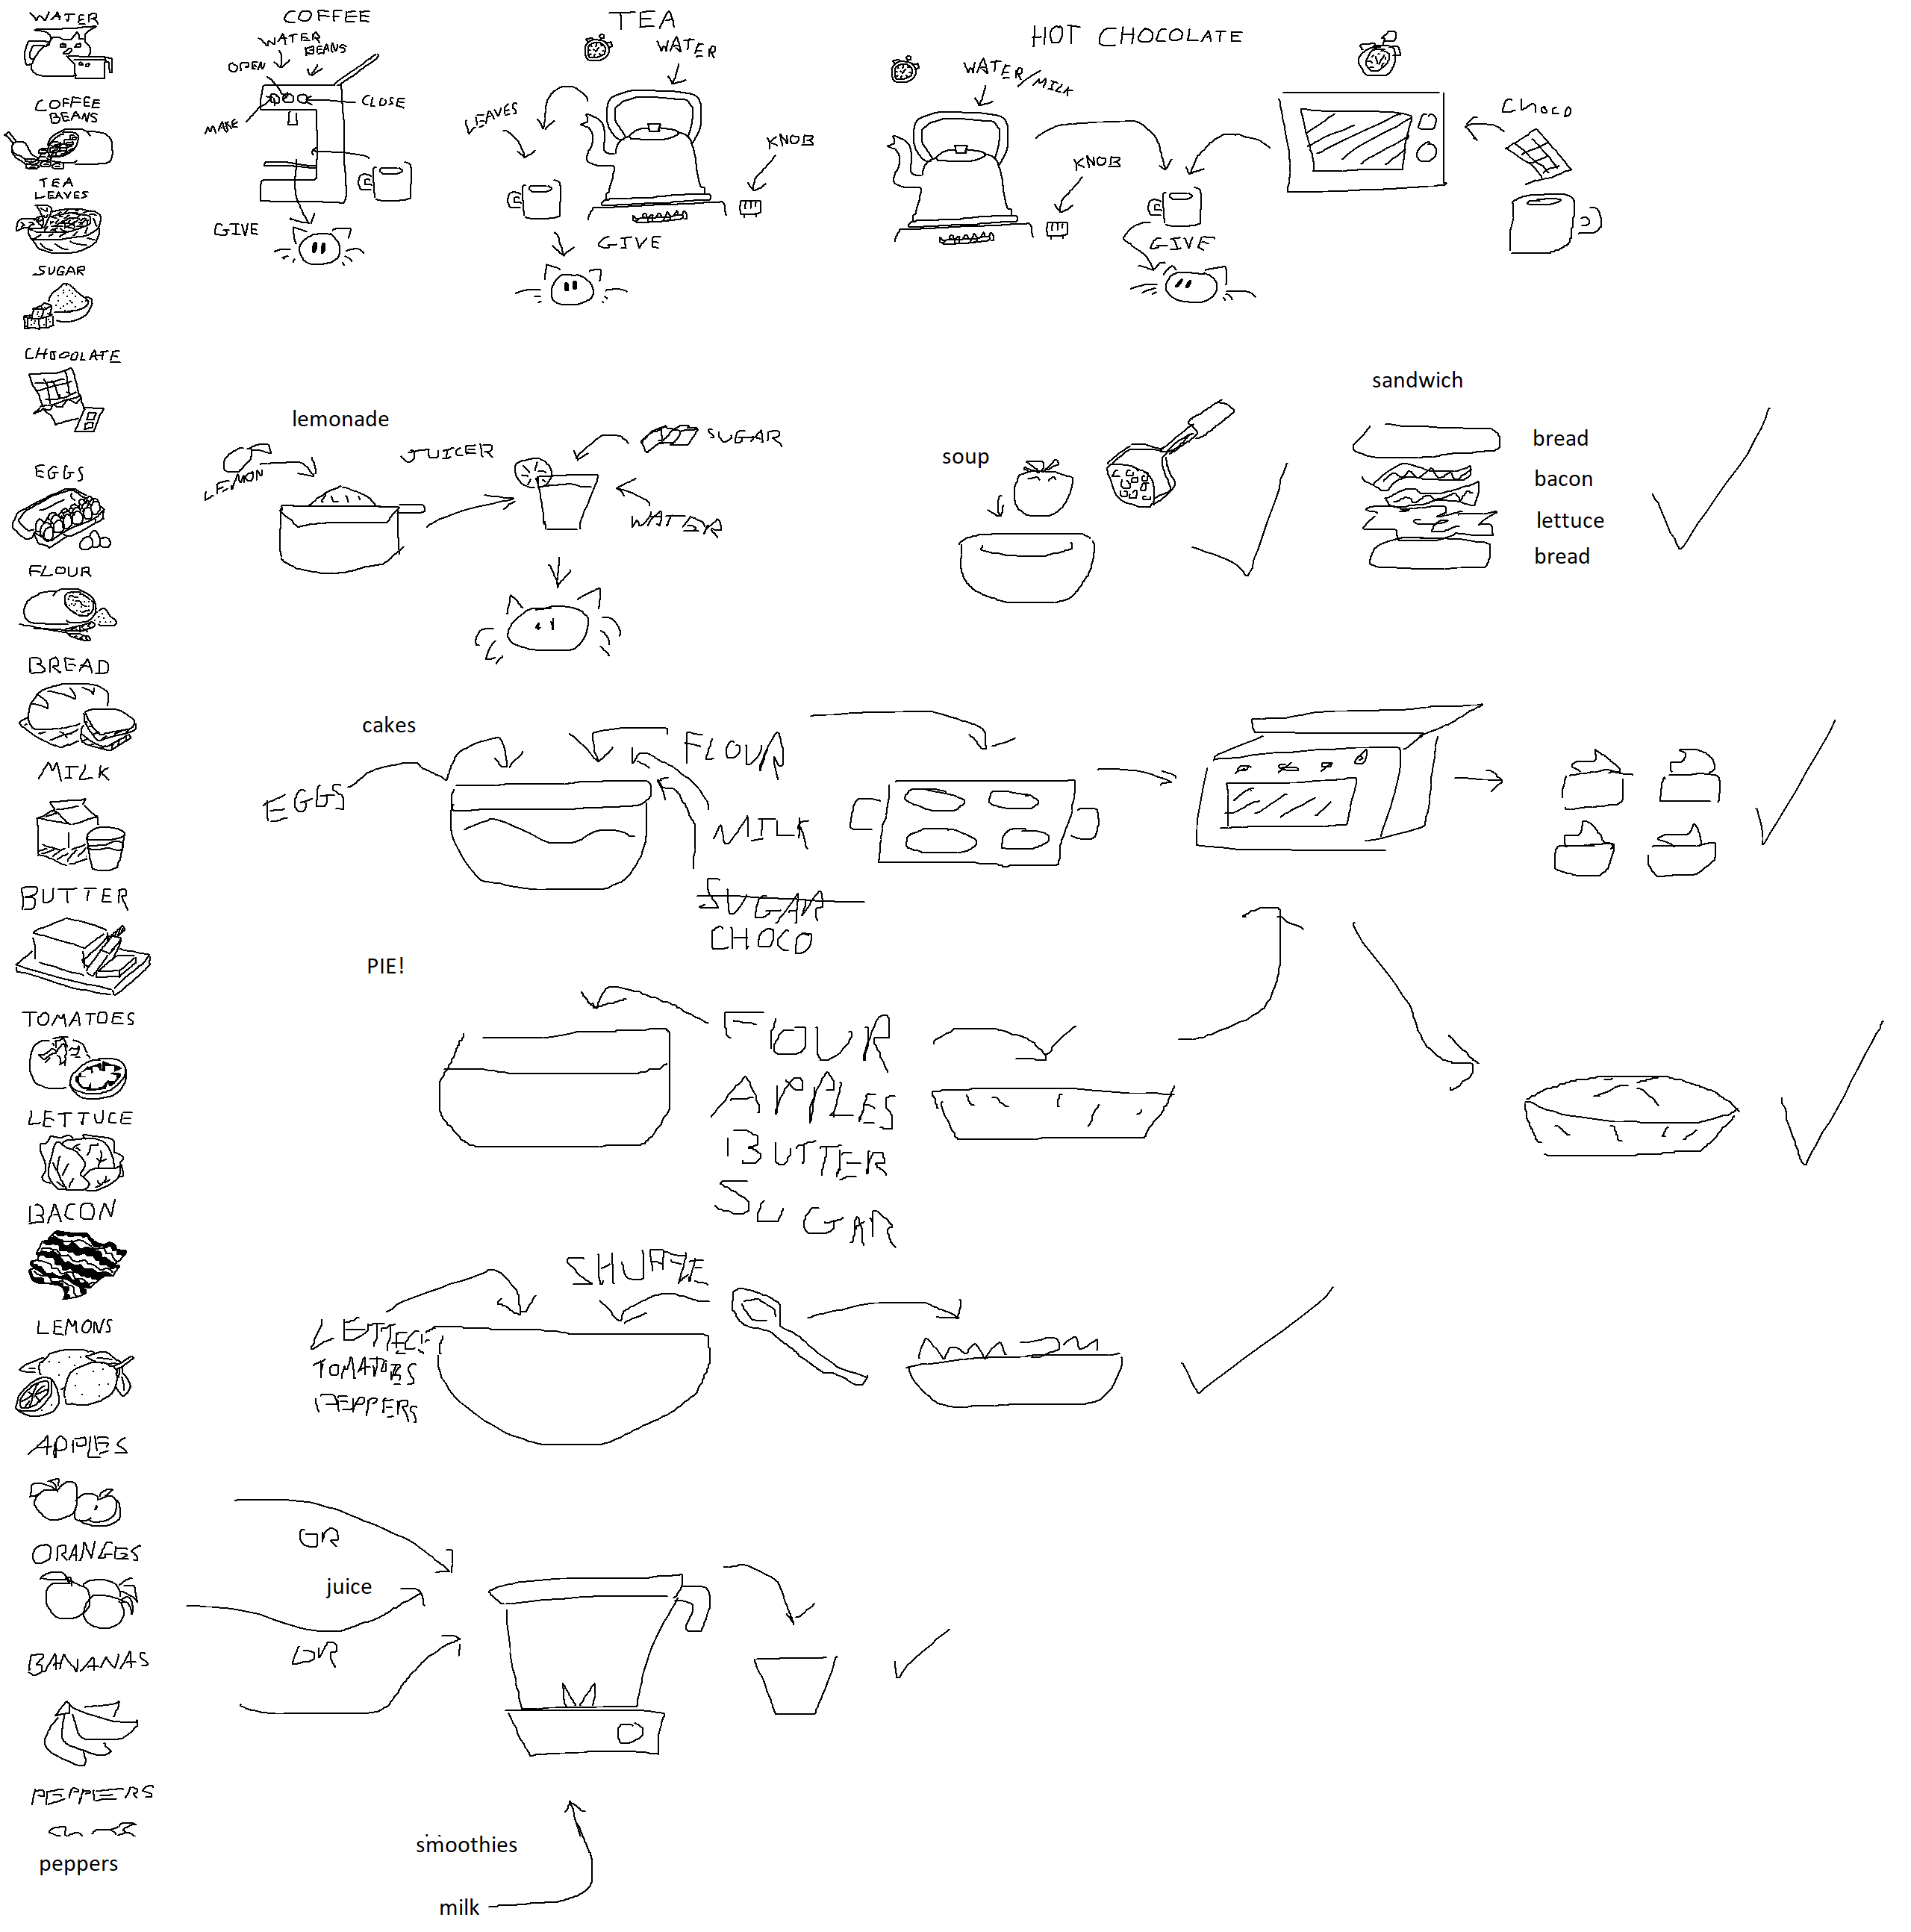 WATER
COFFEE
BEANS
TEA
LEAVES
SUGAR
CHOCOLATE
EGGS
FLOUR
BREAD
MILK
BUTTER
TOMATOES
LETTUCE
BACON
LEMONS
APPLES
ORANGES
BANANAS
PEPPERS
peppers
COFFEE
WATER
BEANS
OPEN
CLOSE
MAKE
GIVE
TEA
WATER
LEAVES
KNOB
GIVE
HOT CHOCOLATE
WATER/MILK
KNOB
CHOCO
GIVE
lemonade
LEMON
JUICER
SUGAR
WATER
soup
sandwich
bread
bacon
lettuce
bread
cakes
EGGS
FLOUR
MILK
SUGAR
CHOCO
PIE!
FLOUR
APPLES
BUTTER
SUGAR
SHUFFLE
LETTECE
TOMATOES
PEPPERS
OR
juice
OR
smoothies
milk